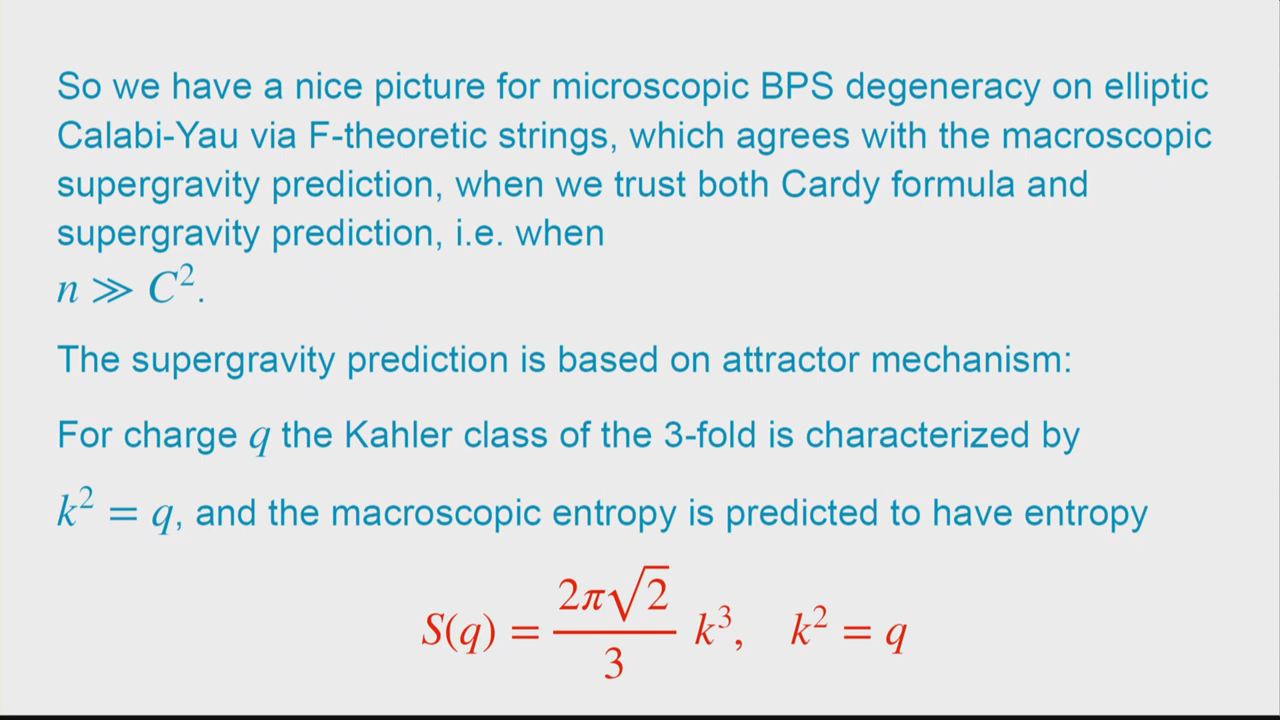 So we have a nice picture for microscopic BPS degeneracy on elliptic
Calabi-Yau via F-theoretic strings, which agrees with the macroscopic
supergravity prediction, when we trust both Cardy formula and
supergravity prediction, i.e. when
n ≫ C².
The supergravity prediction is based on attractor mechanism:
For charge q the Kahler class of the 3-fold is characterized by
k² = q, and the macroscopic entropy is predicted to have entropy
S(q) = 2π√2/3 k³, k² = q